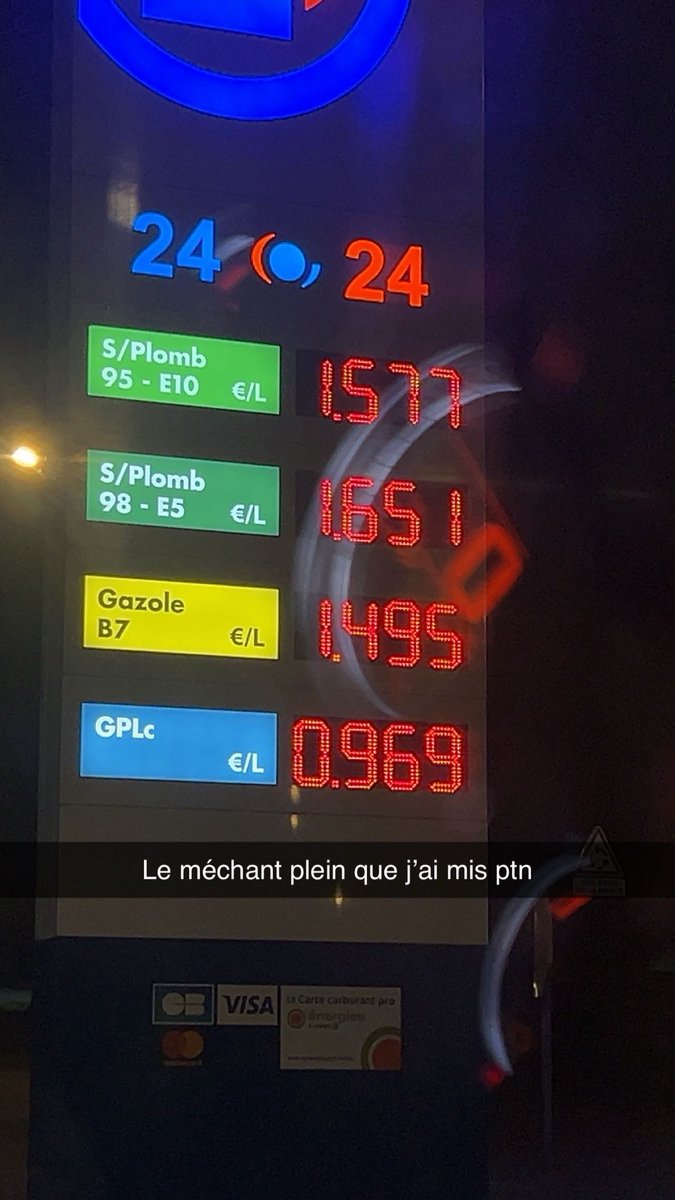 24 24
S/Plomb
95 - E10 €/L
1.577
S/Plomb
98 - E5 €/L
1.651
Gazole
B7 €/L
1.495
GPLc
€/L
0.969
Le méchant plein que j’ai mis ptn
CB VISA
la Carte carburant pro
énergies